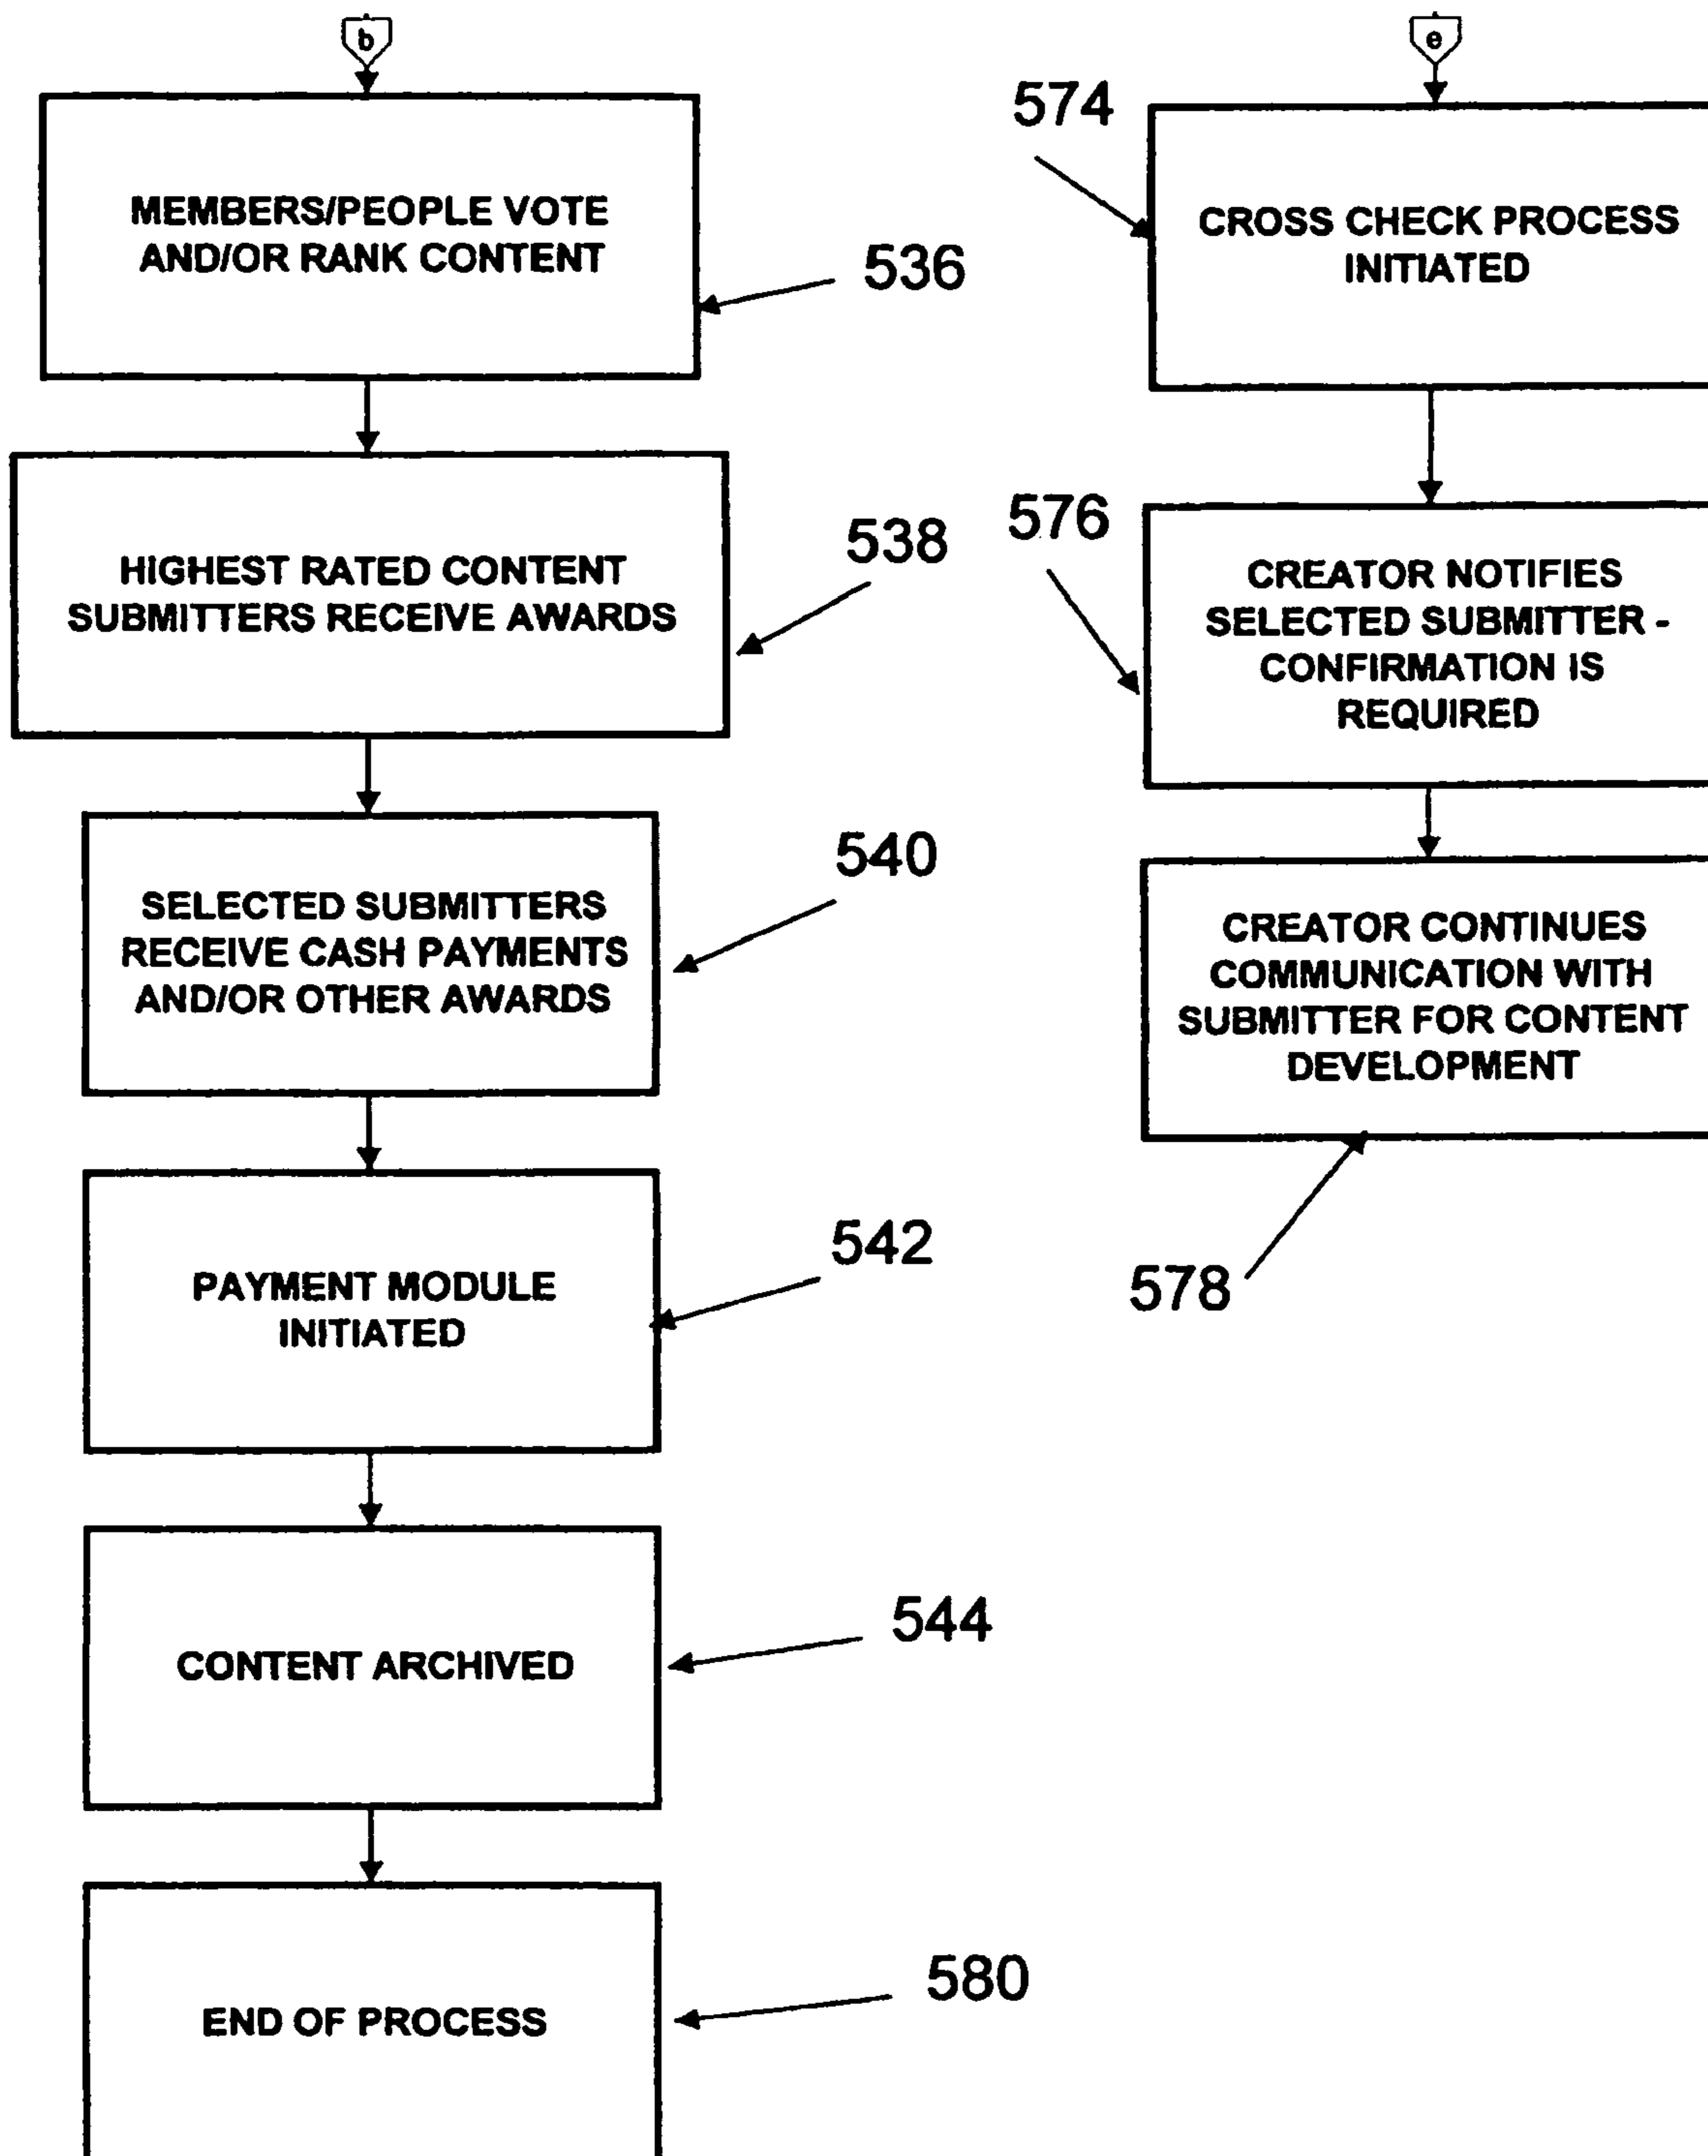 b
MEMBERS/PEOPLE VOTE
AND/OR RANK CONTENT
536
HIGHEST RATED CONTENT
SUBMITTERS RECEIVE AWARDS
538
SELECTED SUBMITTERS
RECEIVE CASH PAYMENTS
AND/OR OTHER AWARDS
540
PAYMENT MODULE
INITIATED
542
CONTENT ARCHIVED
544
END OF PROCESS
580
e
574
CROSS CHECK PROCESS
INITIATED
576
CREATOR NOTIFIES
SELECTED SUBMITTER -
CONFIRMATION IS
REQUIRED
CREATOR CONTINUES
COMMUNICATION WITH
SUBMITTER FOR CONTENT
DEVELOPMENT
578